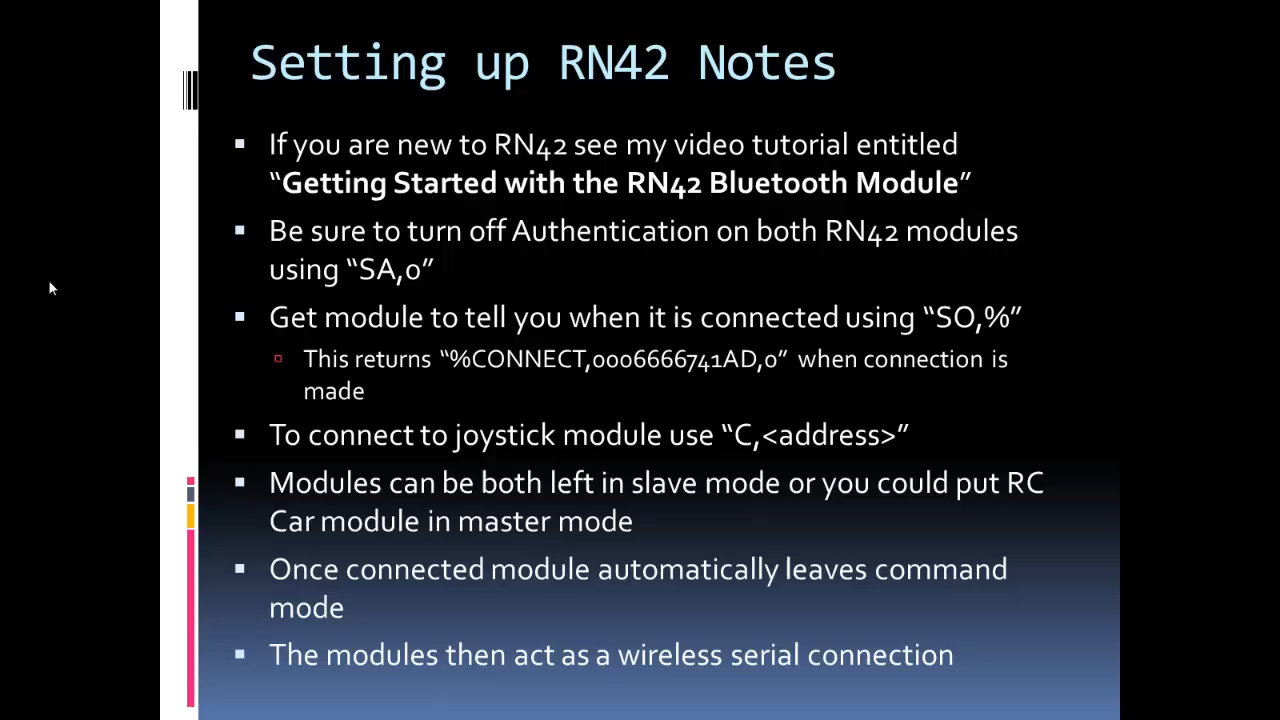 Setting up RN42 Notes
If you are new to RN42 see my video tutorial entitled
“Getting Started with the RN42 Bluetooth Module”
Be sure to turn off Authentication on both RN42 modules
using “SA,0”
Get module to tell you when it is connected using “SO,%”
This returns “%CONNECT,0006666741AD,0” when connection is
made
To connect to joystick module use “C,<address>”
Modules can be both left in slave mode or you could put RC
Car module in master mode
Once connected module automatically leaves command
mode
The modules then act as a wireless serial connection